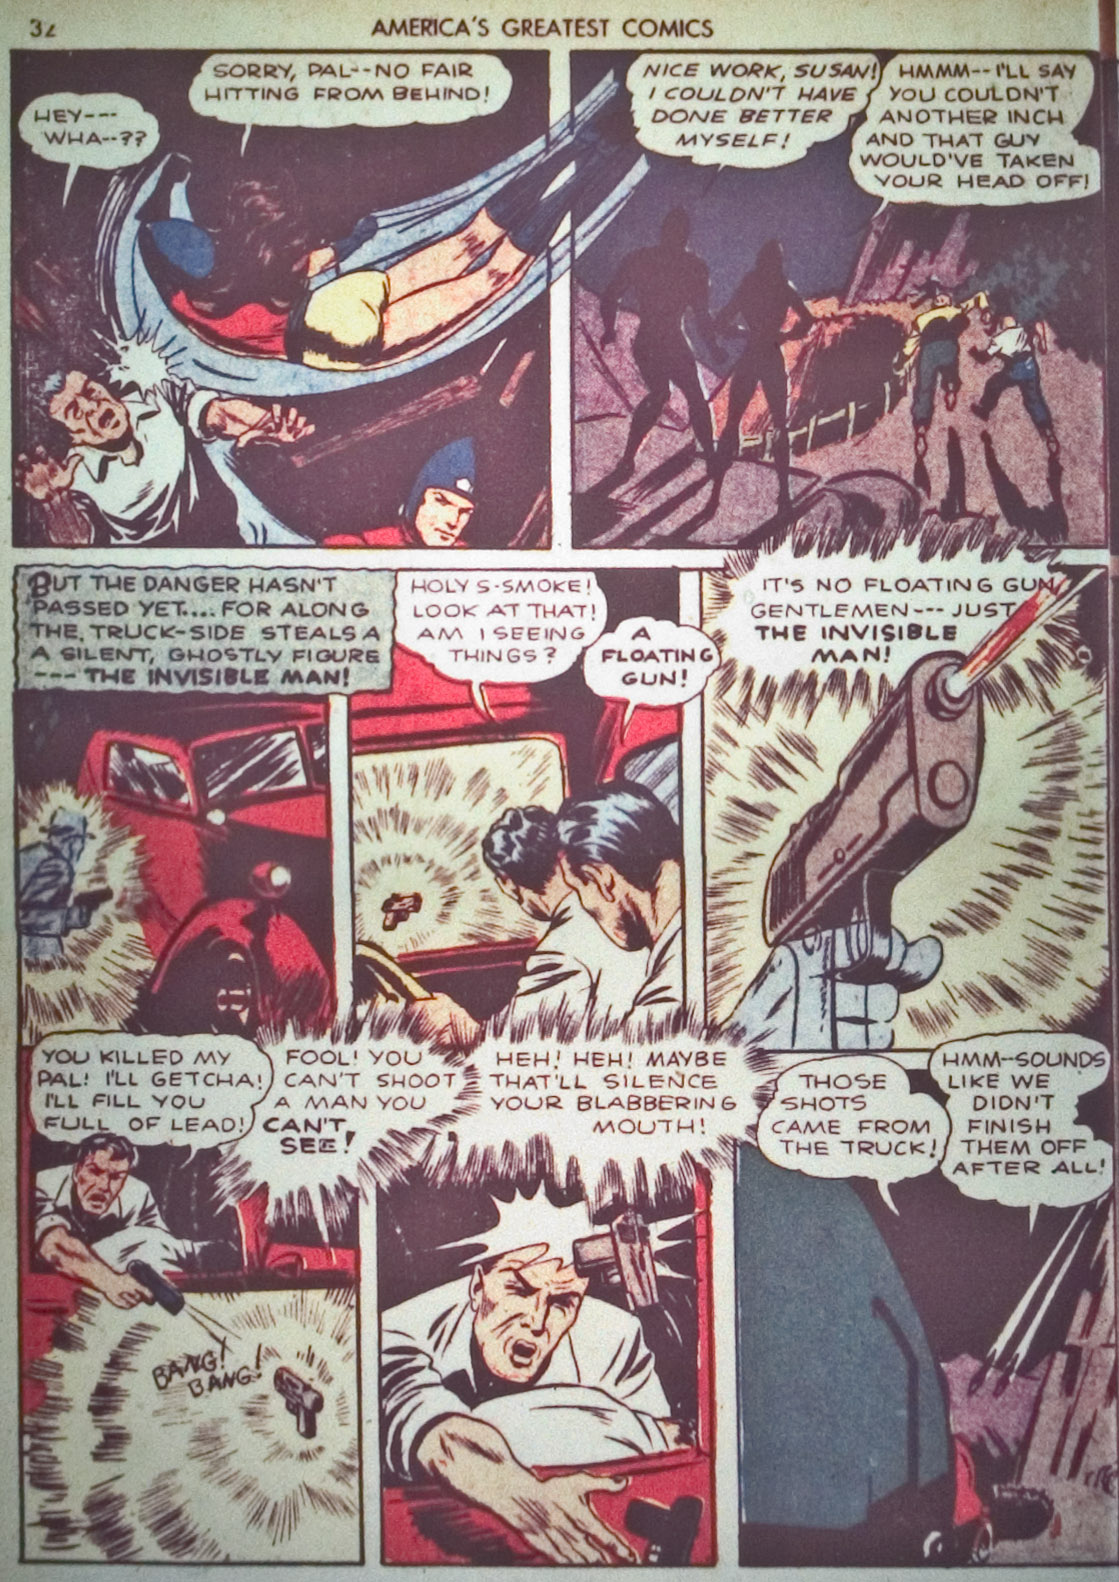 32
AMERICA'S GREATEST COMICS
HEY---
WHA--??
SORRY, PAL--NO FAIR
HITTING FROM BEHIND!
NICE WORK, SUSAN!
I COULDN'T HAVE
DONE BETTER
MYSELF!
HMMM--I'LL SAY
YOU COULDN'T
ANOTHER INCH
AND THAT GUY
WOULD'VE TAKEN
YOUR HEAD OFF!
BUT THE DANGER HASN'T
PASSED YET....FOR ALONG
THE, TRUCK-SIDE STEALS A
A SILENT, GHOSTLY FIGURE
---THE INVISIBLE MAN!
HOLY S-SMOKE!
LOOK AT THAT!
AM I SEEING
THINGS?
A
FLOATING
GUN!
IT'S NO FLOATING GUN,
GENTLEMEN---JUST
THE INVISIBLE
MAN!
YOU KILLED MY
PAL! I'LL GETCHA!
I'LL FILL YOU
FULL OF LEAD!
FOOL! YOU
CAN'T SHOOT
A MAN YOU
CAN'T
SEE!
BANG!
BANG!
HEH! HEH! MAYBE
THAT'LL SILENCE
YOUR BLABBERING
MOUTH!
THOSE
SHOTS
CAME FROM
THE TRUCK!
HMM--SOUNDS
LIKE WE
DIDN'T
FINISH
THEM OFF
AFTER ALL!